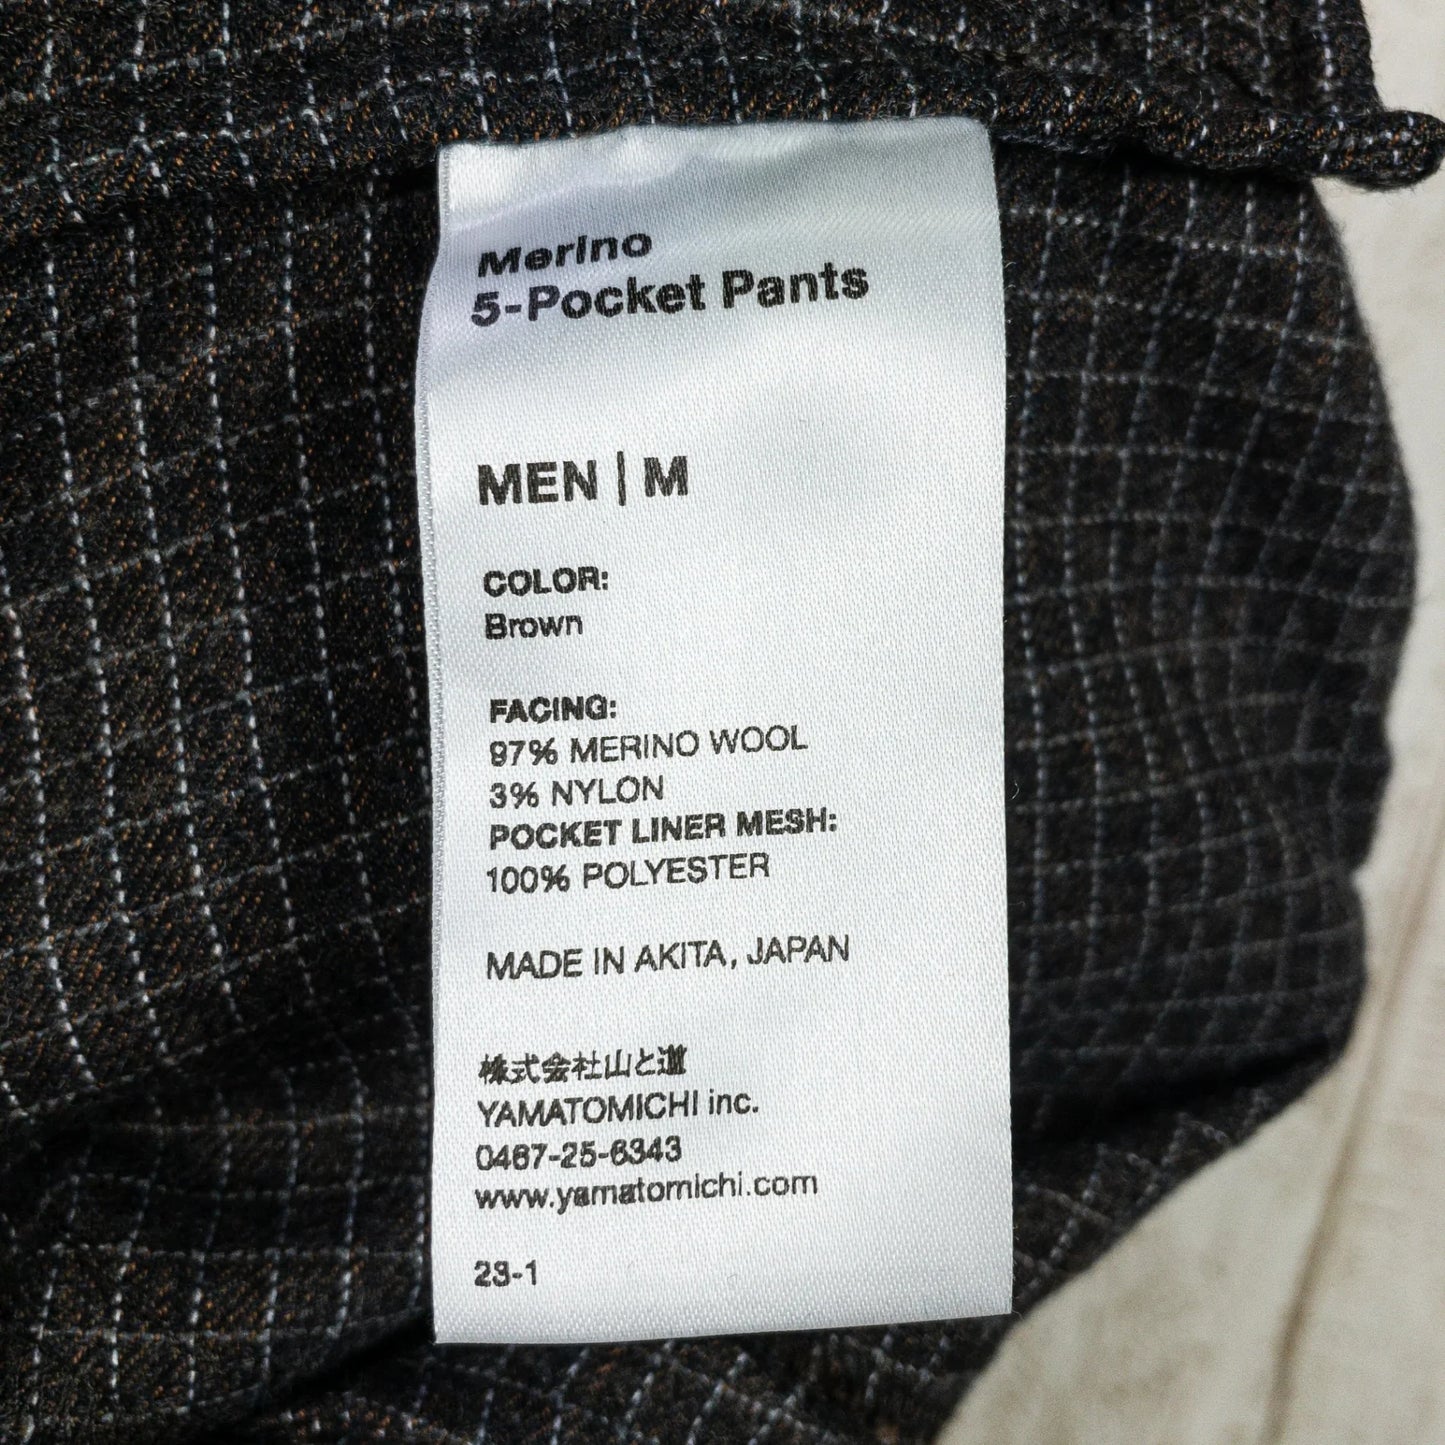 Merino
5-Pocket Pants
MEN | M
COLOR:
Brown
FACING:
97% MERINO WOOL
3% NYLON
POCKET LINER MESH:
100% POLYESTER
MADE IN AKITA, JAPAN
株式会社山と道
YAMATOMICHI inc.
0467-25-6343
www.yamatomichi.com
23-1